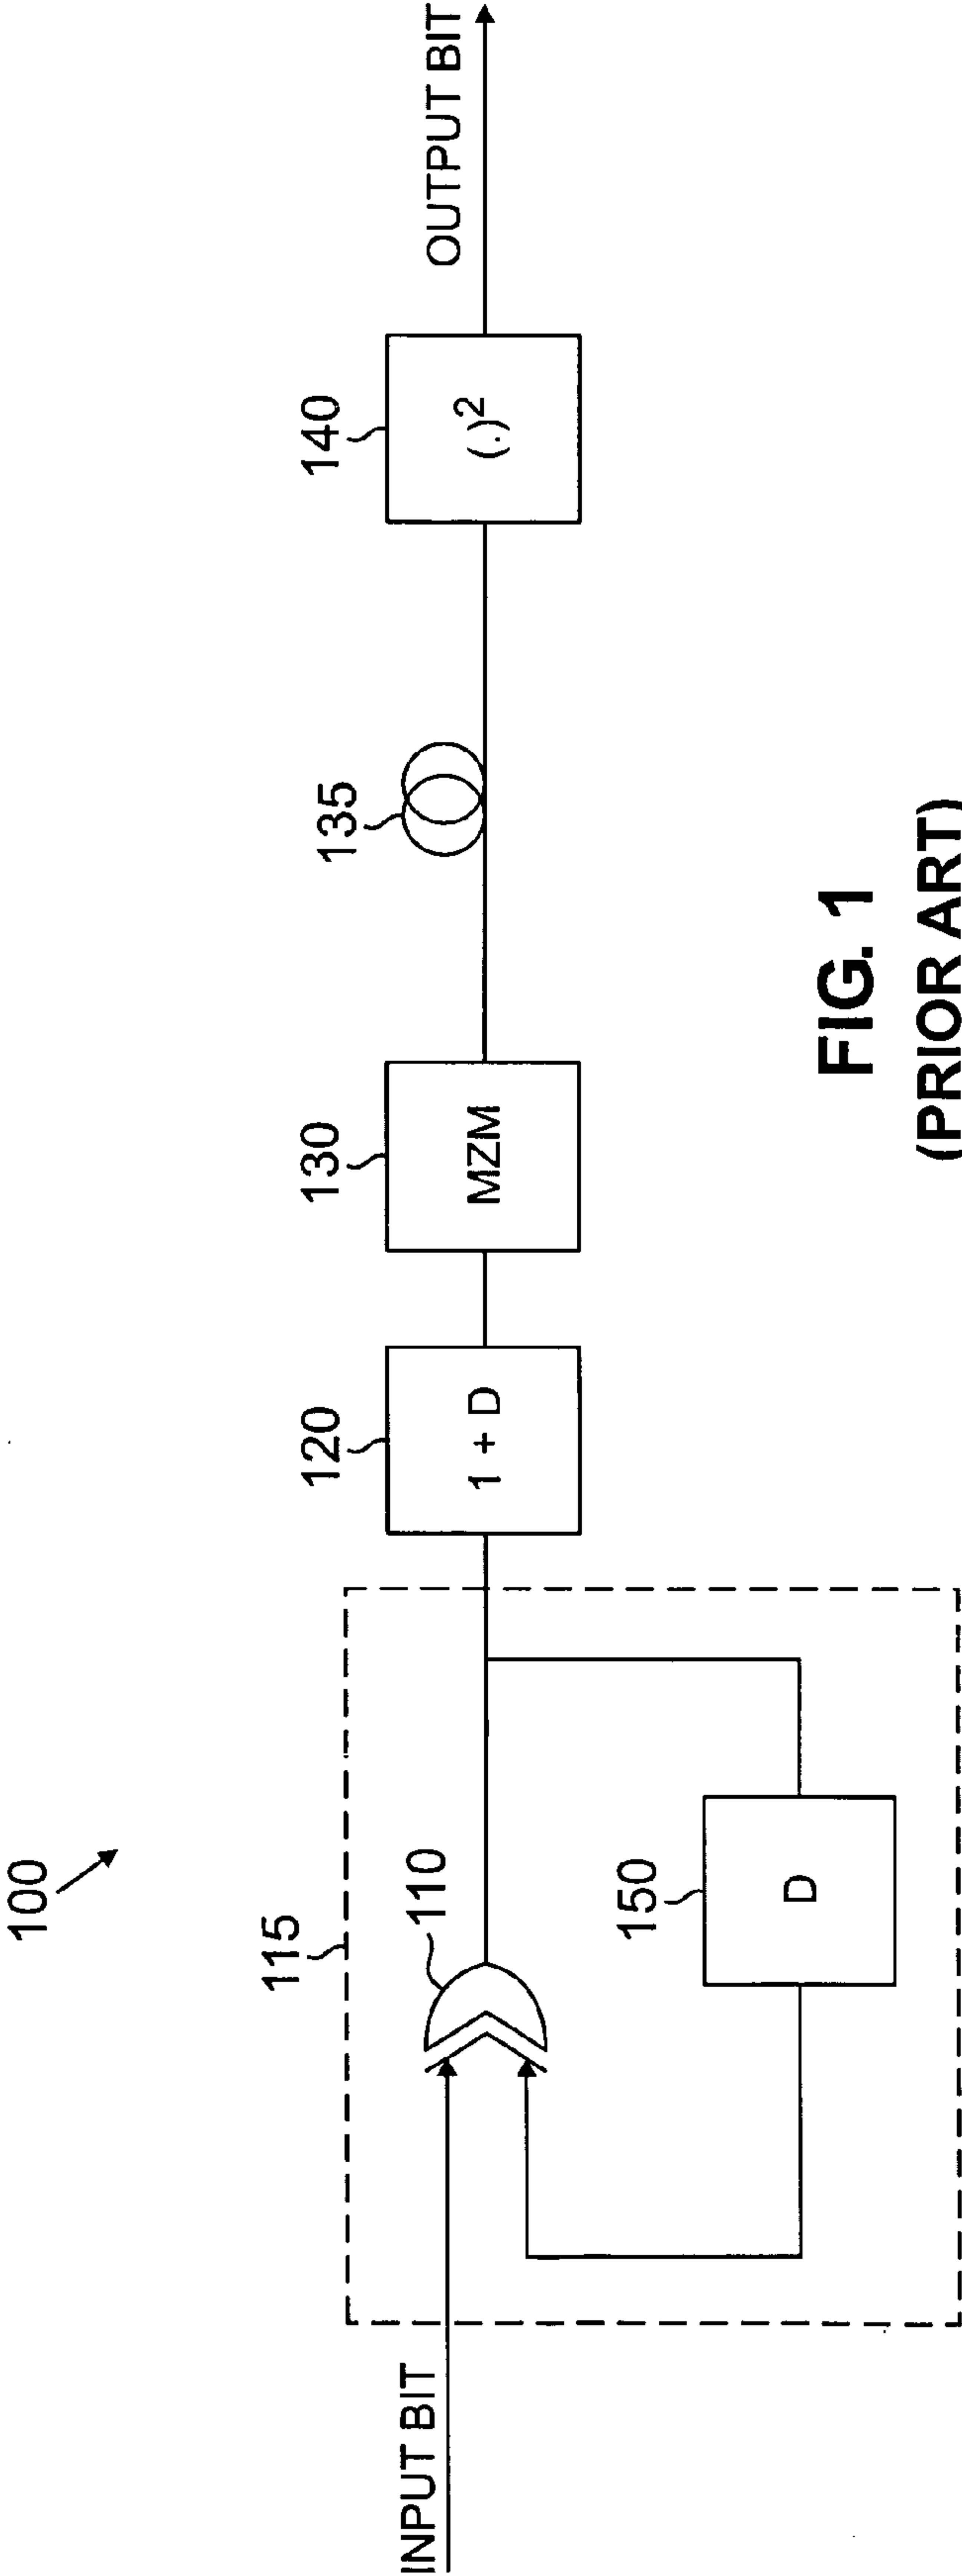 100
115
110
150
D
INPUT BIT
120
1 + D
130
MZM
135
140
(.)²
OUTPUT BIT
FIG. 1
(PRIOR ART)